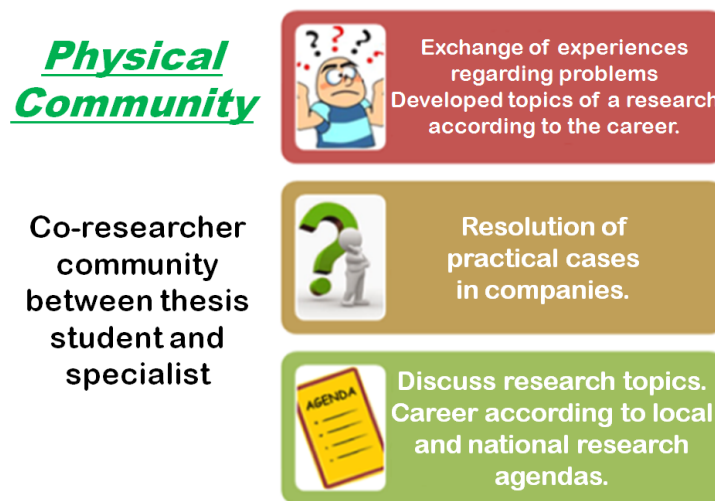 Physical
Community
Co-researcher
community
between thesis
student and
specialist
Exchange of experiences
regarding problems
Developed topics of a research
according to the career.
Resolution of
practical cases
in companies.
AGENDA
Discuss research topics.
Career according to local
and national research
agendas.